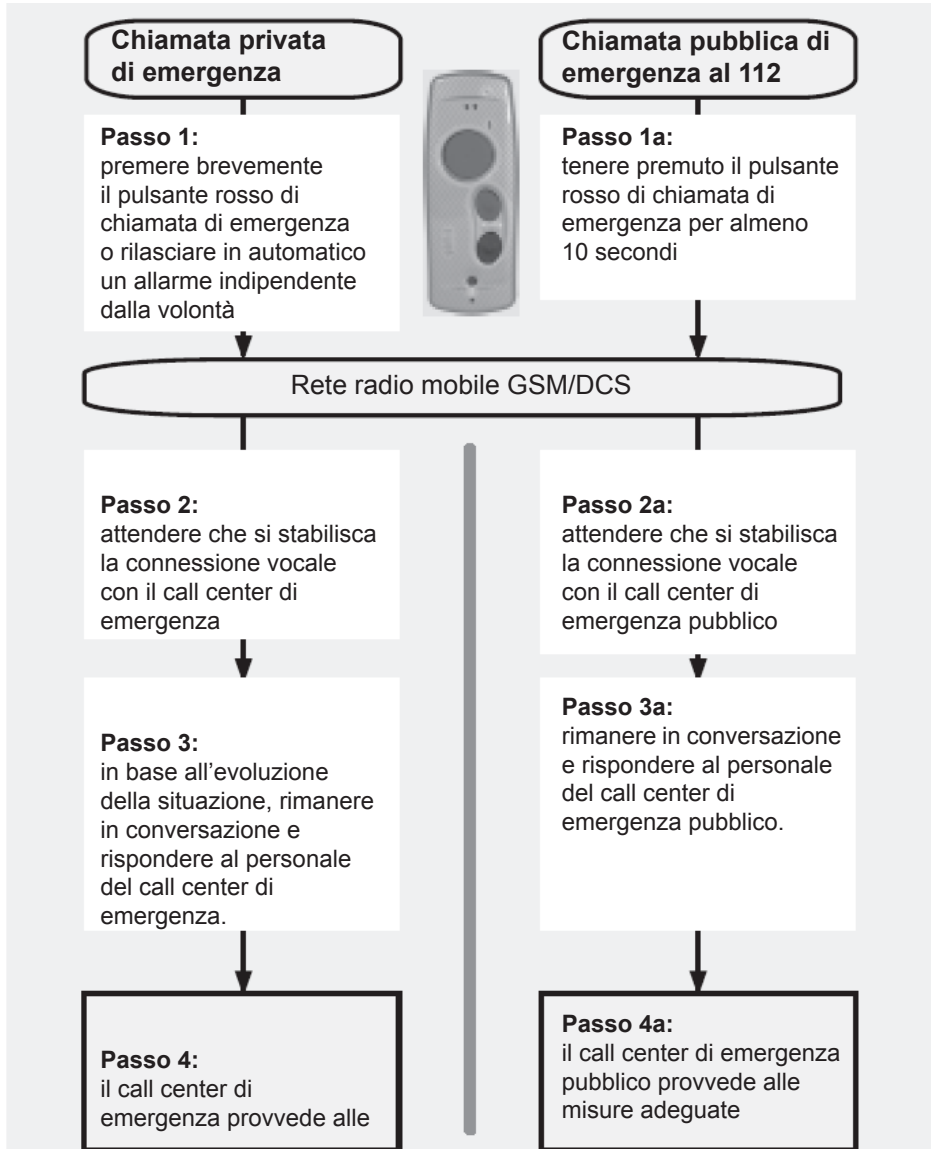 Chiamata privata
di emergenza
Chiamata pubblica di
emergenza al 112
Passo 1:
premere brevemente
il pulsante rosso di
chiamata di emergenza
o rilasciare in automatico
un allarme indipendente
dalla volontà
Passo 1a:
tenere premuto il pulsante
rosso di chiamata di
emergenza per almeno
10 secondi
Rete radio mobile GSM/DCS
Passo 2:
attendere che si stabilisca
la connessione vocale
con il call center di
emergenza
Passo 2a:
attendere che si stabilisca
la connessione vocale
con il call center di
emergenza pubblico
Passo 3:
in base all'evoluzione
della situazione, rimanere
in conversazione e
rispondere al personale
del call center di
emergenza.
Passo 3a:
rimanere in conversazione
e rispondere al personale
del call center di
emergenza pubblico.
Passo 4:
il call center di
emergenza provvede alle
Passo 4a:
il call center di emergenza
pubblico provvede alle
misure adeguate